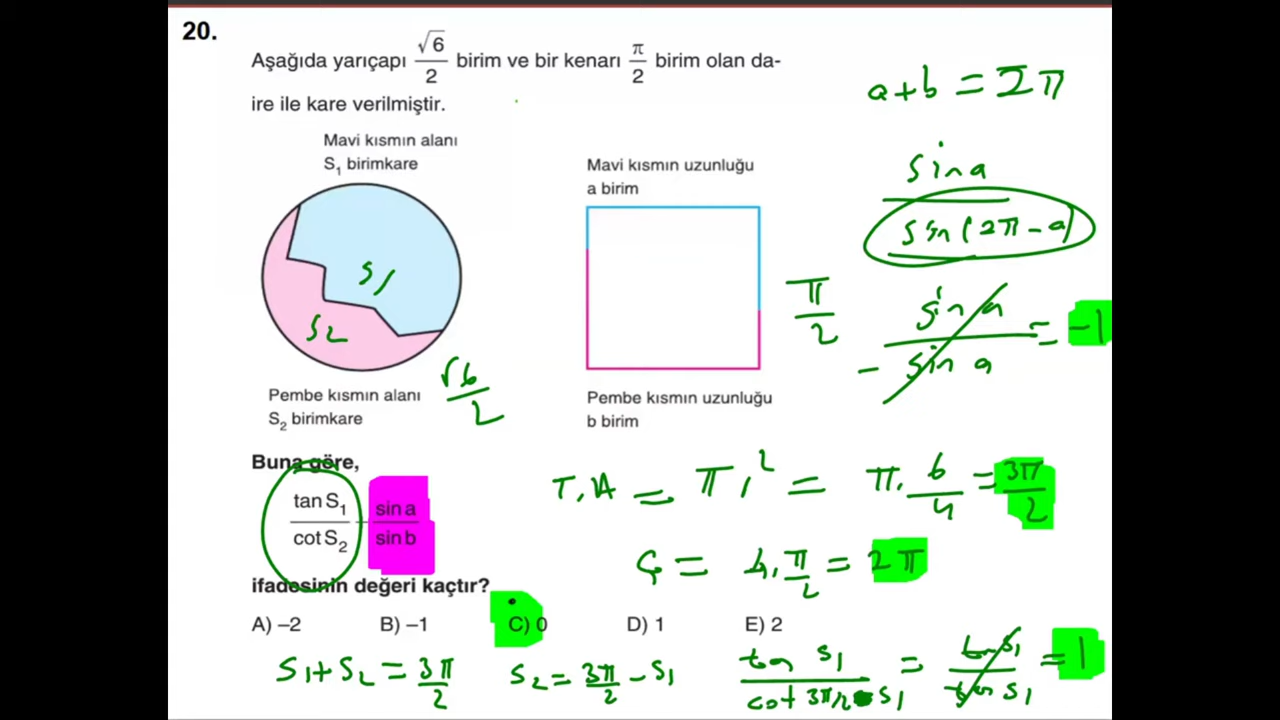 20.
Aşağıda yarıçapı √6/2 birim ve bir kenarı π/2 birim olan da-
ire ile kare verilmiştir.
a+b = 2π
Mavi kısmın alanı
S₁ birimkare
Mavi kısmın uzunluğu
a birim
sin a / sin(2π-a)
S1
S2
π/2
sin a / - sin a = -1
√6/2
Pembe kısmın alanı
S₂ birimkare
Pembe kısmın uzunluğu
b birim
Buna göre,
tan S₁ / cot S₂ + sin a / sin b
T.A = πr² = π. 6/4 = 3π/2
Ç = 4. π/2 = 2π
ifadesinin değeri kaçtır?
A) –2 B) –1 C) 0 D) 1 E) 2
S1+S2 = 3π/2 S2 = 3π/2 - S1
tan S1 / cot 3π/2 - S1 = tan S1 / tan S1 = 1